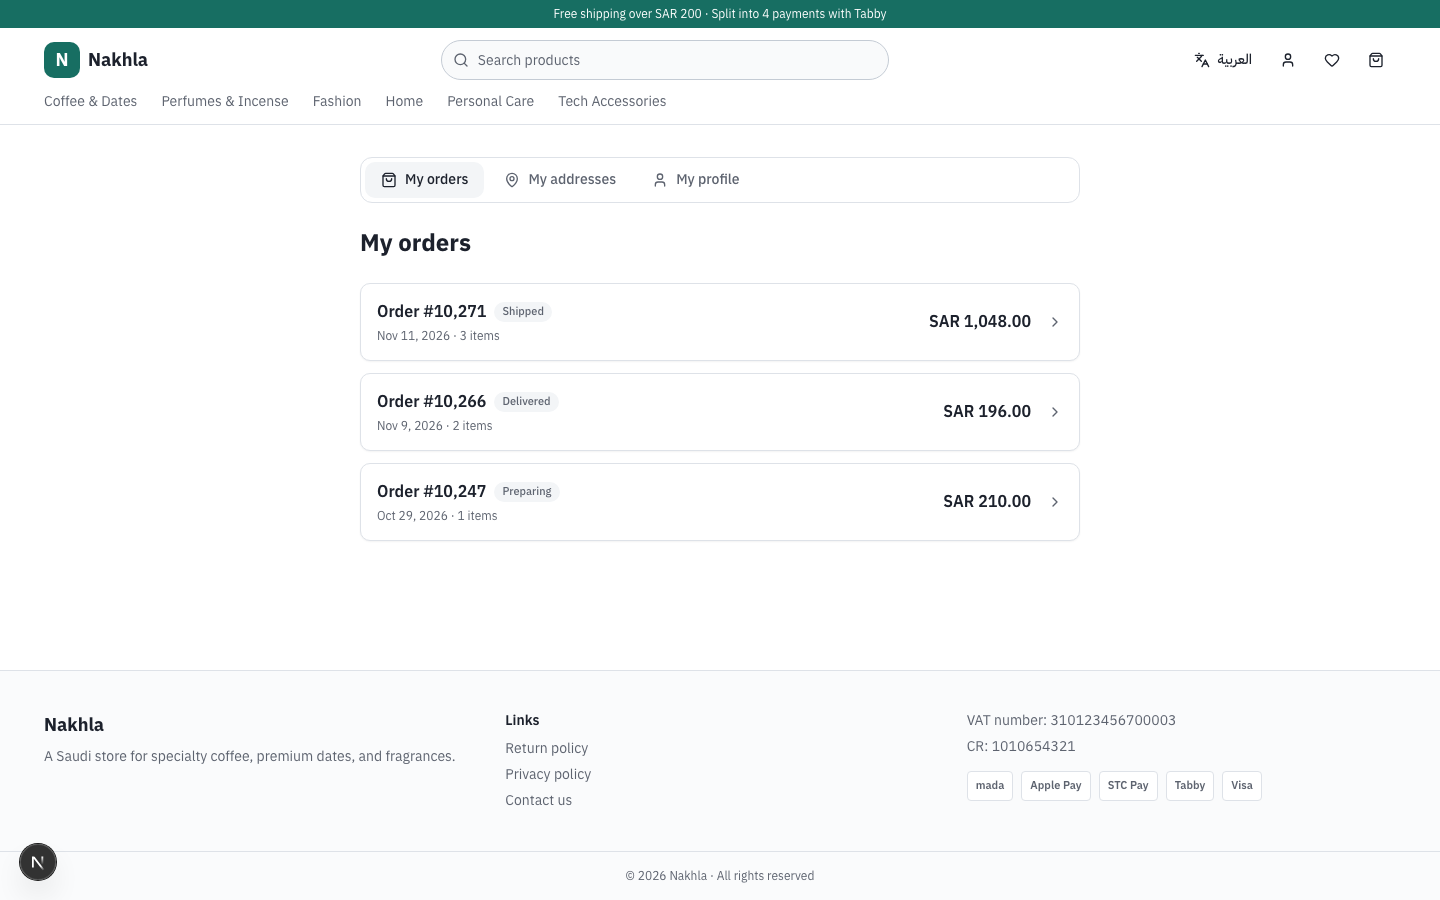 Free shipping over SAR 200 · Split into 4 payments with Tabby
N Nakhla
Search products
العربية
Coffee & Dates Perfumes & Incense Fashion Home Personal Care Tech Accessories
My orders My addresses My profile
My orders
Order #10,271 Shipped
Nov 11, 2026 · 3 items
SAR 1,048.00
Order #10,266 Delivered
Nov 9, 2026 · 2 items
SAR 196.00
Order #10,247 Preparing
Oct 29, 2026 · 1 items
SAR 210.00
Nakhla
A Saudi store for specialty coffee, premium dates, and fragrances.
Links
Return policy
Privacy policy
Contact us
VAT number: 310123456700003
CR: 1010654321
mada Apple Pay STC Pay Tabby Visa
N
© 2026 Nakhla · All rights reserved